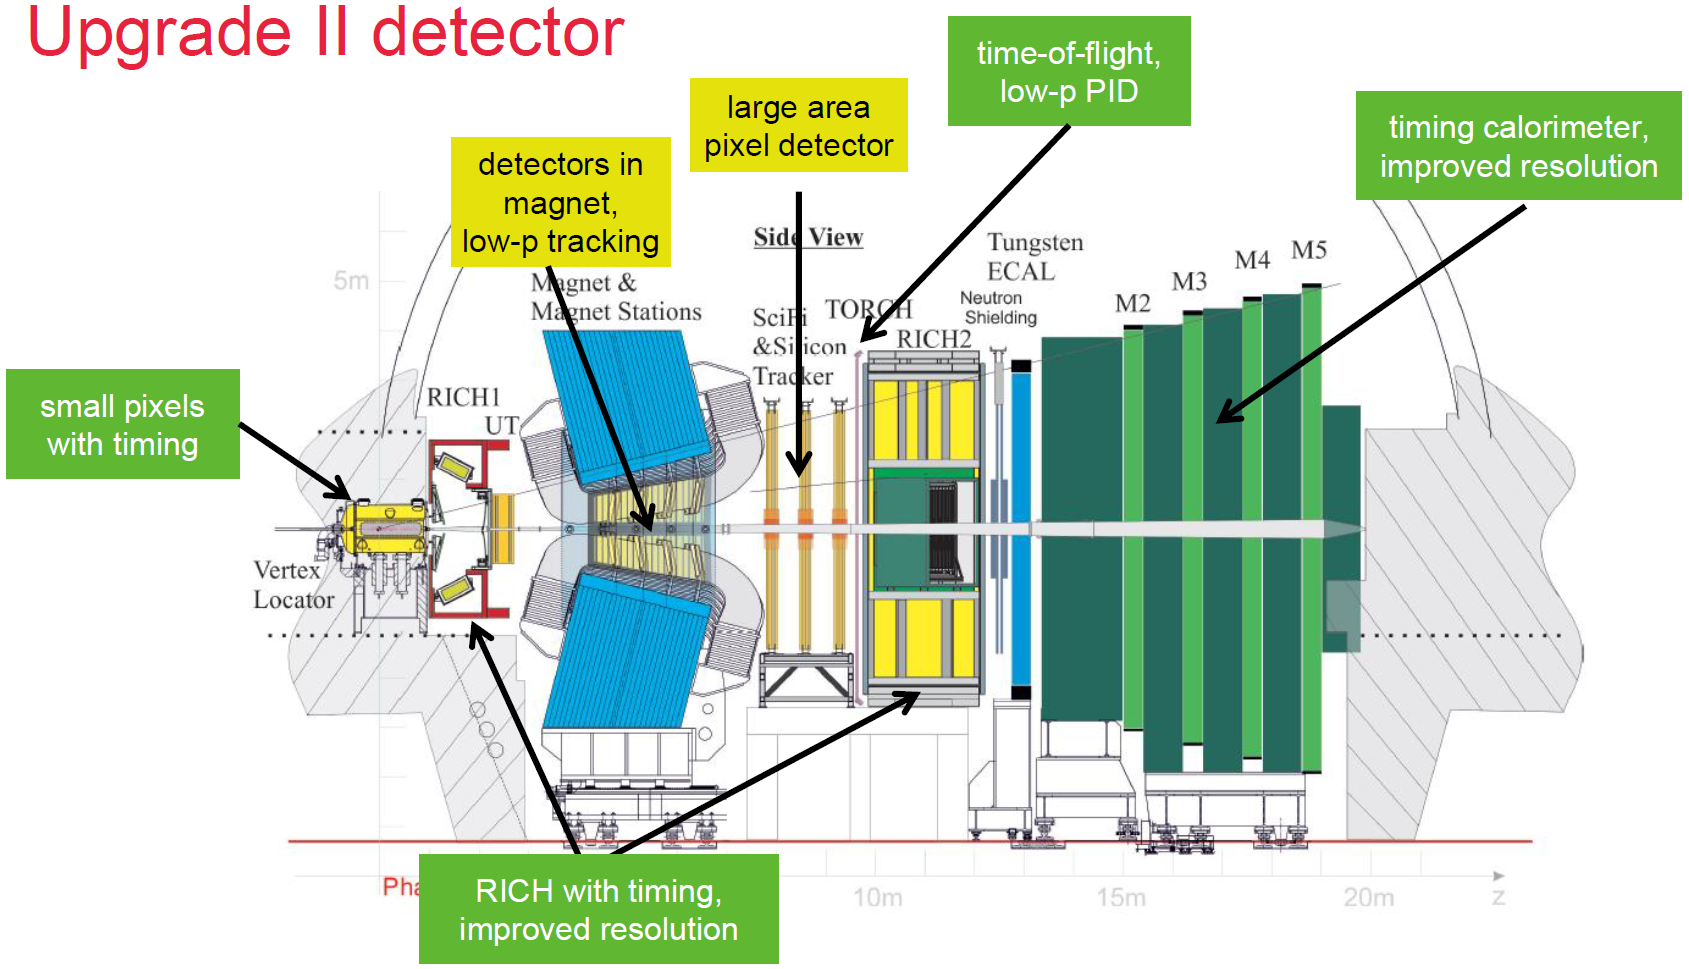 Upgrade II detector
time-of-flight,
low-p PID
large area
pixel detector
timing calorimeter,
improved resolution
detectors in
magnet,
low-p tracking
Side View
Tungsten
ECAL
Neutron
Shielding
M2
M3
M4
M5
5m
Magnet &
Magnet Stations
SciFi
&Silicon
Tracker
TORCH
RICH2
small pixels
with timing
RICH1
UT
Vertex
Locator
RICH with timing,
improved resolution
Pha
10m
15m
20m
z